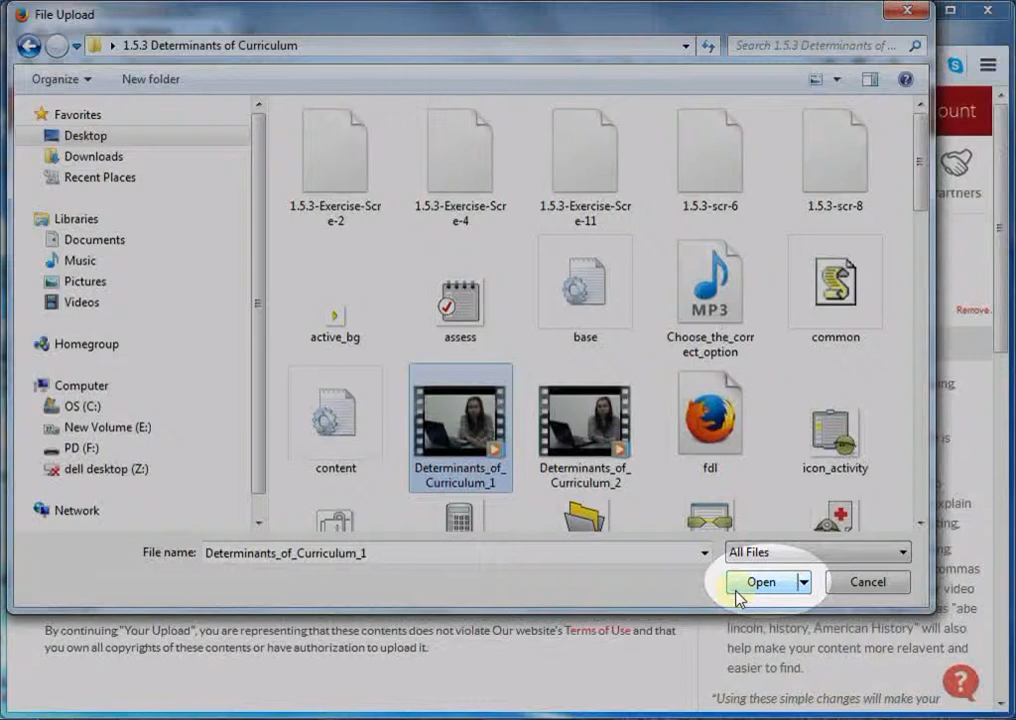 File Upload
1.5.3 Determinants of Curriculum
Search 1.5.3 Determinants of ...
Organize
New folder
ount
artners
Remove
Favorites
Desktop
Downloads
Recent Places
Libraries
Documents
Music
Pictures
Videos
Homegroup
Computer
OS (C:)
New Volume (E:)
PD (F:)
dell desktop (Z:)
Network
1.5.3-Exercise-Scr
e-2
1.5.3-Exercise-Scr
e-4
1.5.3-Exercise-Scr
e-11
1.5.3-scr-6
1.5.3-scr-8
active_bg
assess
base
MP3
Choose_the_corr
ect_option
common
content
Determinants_of_
Curriculum_1
Determinants_of_
Curriculum_2
fdl
icon_activity
File name:
Determinants_of_Curriculum_1
All Files
Open
Cancel
ing
is
o
xplain
ting.
ng
ommas
r video
as "abe
lincoln, history, American History" will also
help make your content more relavent and
easier to find.
*Using these simple changes will make your
By continuing "Your Upload", you are representing that these contents does not violate Our website's Terms of Use and that
you own all copyrights of these contents or have authorization to upload it.